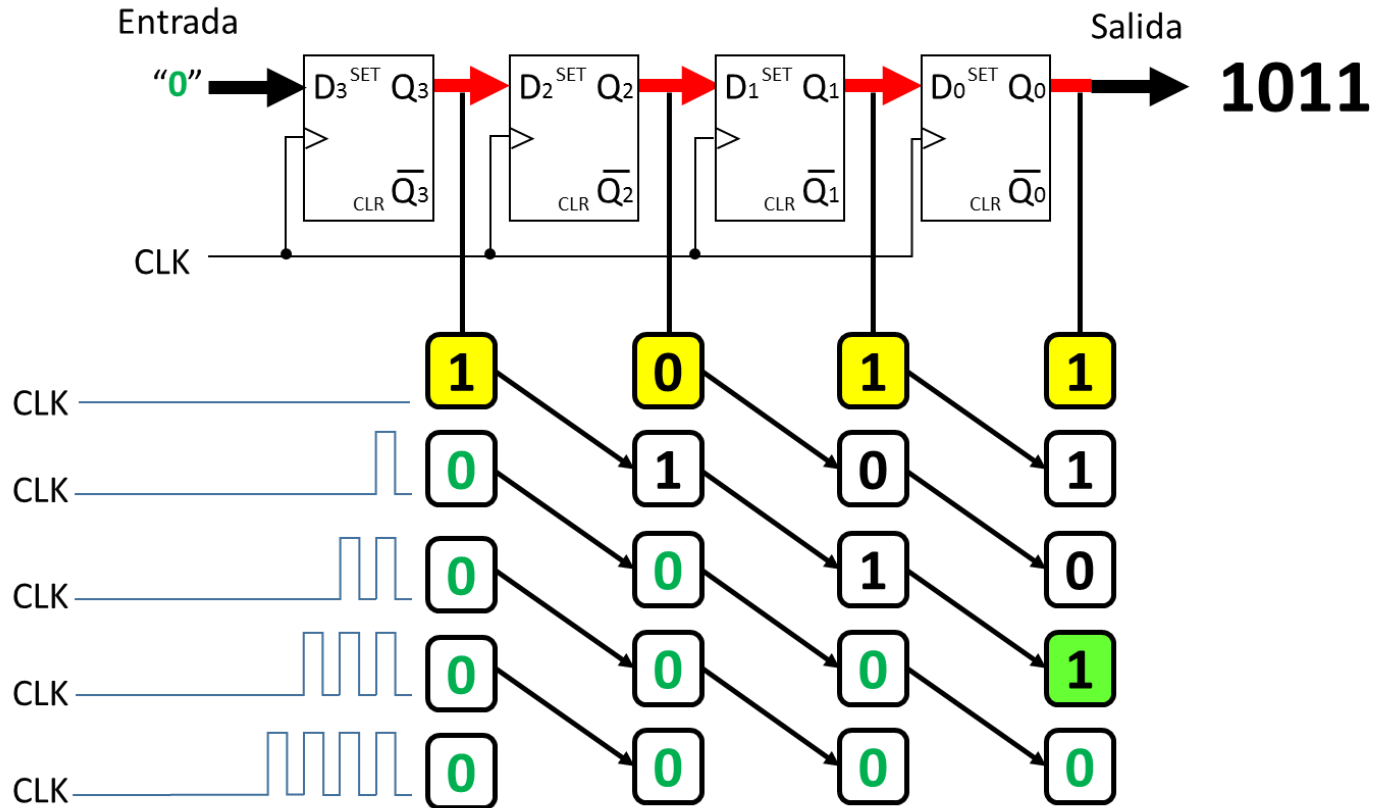 Entrada
Salida
“0”
D3 SET Q3
D2 SET Q2
D1 SET Q1
D0 SET Q0
1011
CLR Q̅3
CLR Q̅2
CLR Q̅1
CLR Q̅0
CLK
1 0 1 1
CLK
0 1 0 1
CLK
0 0 1 0
CLK
0 0 0 1
CLK
0 0 0 0
CLK